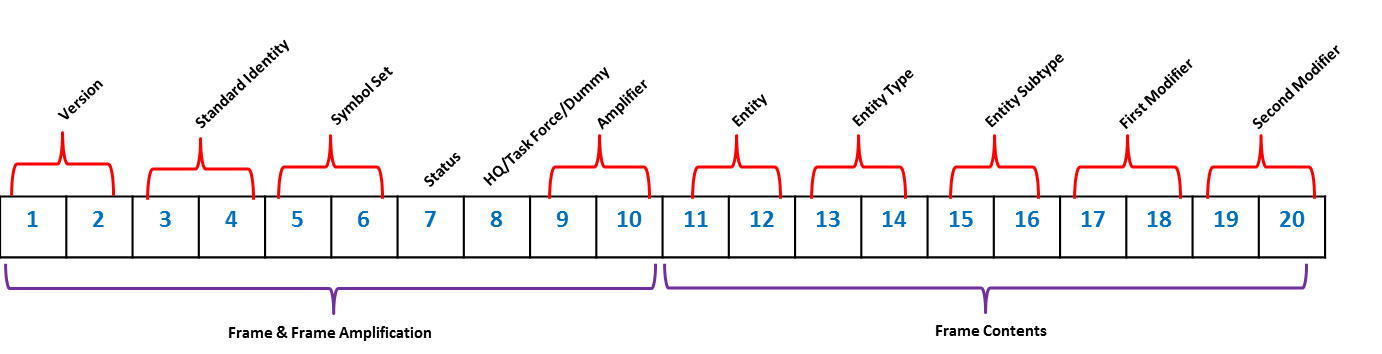 Version
Standard Identity
Symbol Set
Status
HQ/Task Force/Dummy
Amplifier
Entity
Entity Type
Entity Subtype
First Modifier
Second Modifier
1 2 3 4 5 6 7 8 9 10 11 12 13 14 15 16 17 18 19 20
Frame & Frame Amplification
Frame Contents